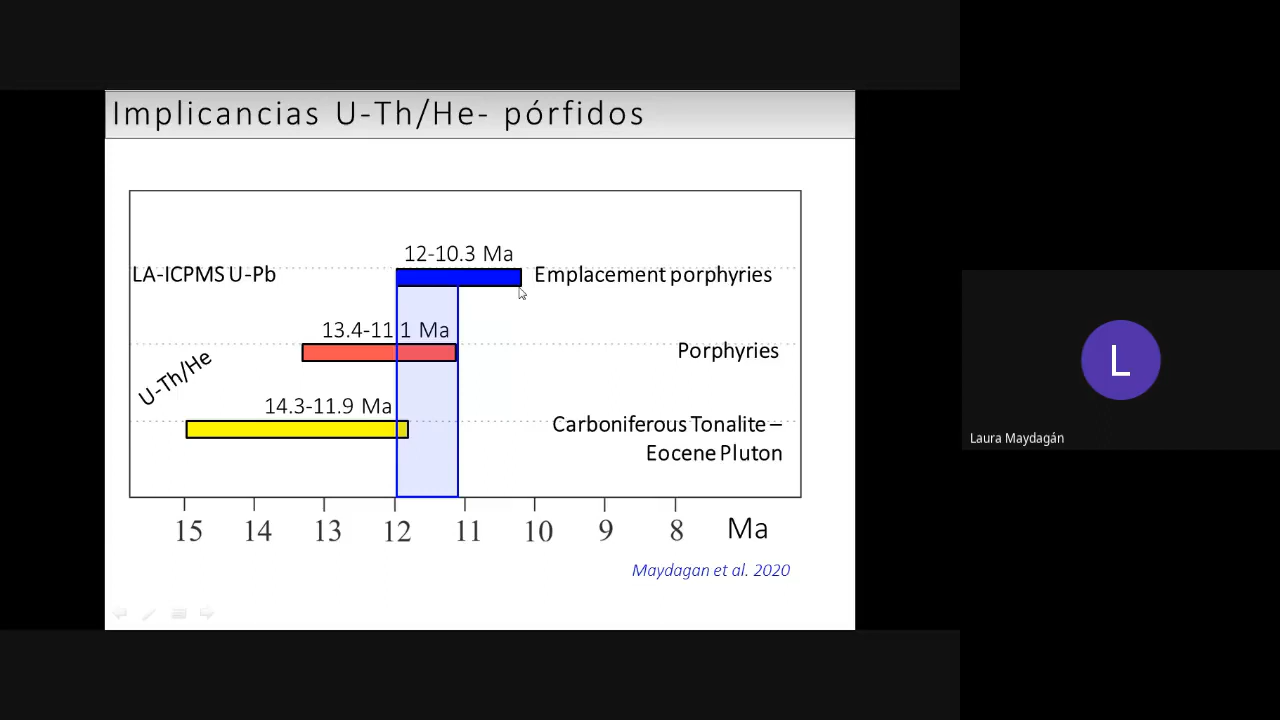 Implicancias U-Th/He- pórfidos
12-10.3 Ma
LA-ICPMS U-Pb
Emplacement porphyries
13.4-11.1 Ma
Porphyries
U-Th/He
14.3-11.9 Ma
Carboniferous Tonalite –
Eocene Pluton
15 14 13 12 11 10 9 8 Ma
Maydagan et al. 2020
L
Laura Maydagán